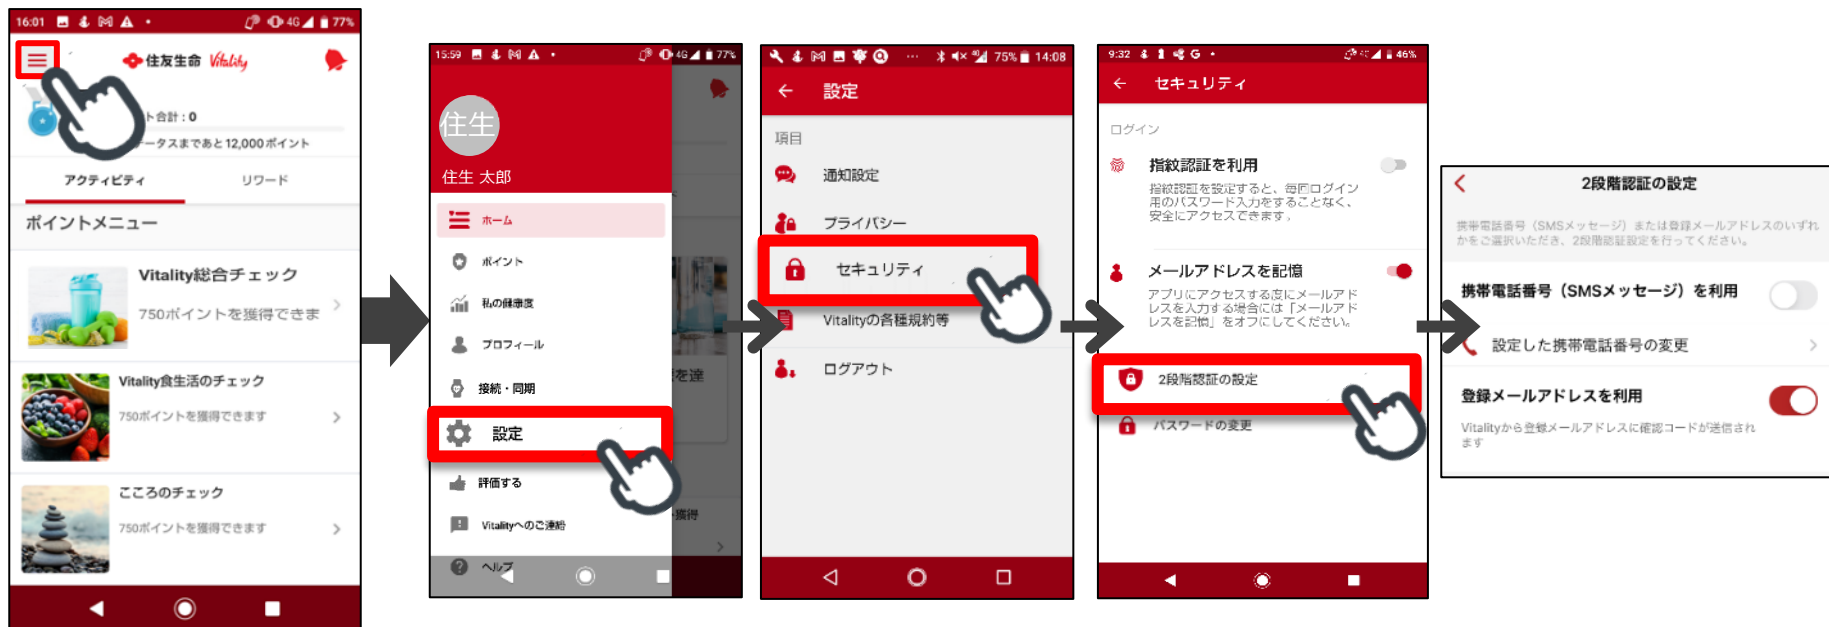 16:01
4G
77%
住友生命 Vitality
ト合計：0
ータスまであと12,000ポイント
アクティビティ
リワード
ポイントメニュー
Vitality総合チェック
750ポイントを獲得できま
Vitality食生活のチェック
750ポイントを獲得できます
こころのチェック
750ポイントを獲得できます
15:59
4G
77%
住生
住生 太郎
ホーム
ポイント
私の健康度
プロフィール
接続・同期
設定
評価する
Vitalityへのご連絡
ヘルプ
を達
獲得
75%
14:08
設定
項目
通知設定
プライバシー
セキュリティ
Vitalityの各種規約等
ログアウト
9:32
G
46%
セキュリティ
ログイン
指紋認証を利用
指紋認証を設定すると、毎回ログイン
用のパスワード入力をすることなく、
安全にアクセスできます。
メールアドレスを記憶
アプリにアクセスする度にメールアド
レスを入力する場合には「メールアド
レスを記憶」をオフにしてください。
2段階認証の設定
パスワードの変更
2段階認証の設定
携帯電話番号（SMSメッセージ）または登録メールアドレスのいずれ
かをご選択いただき、2段階認証設定を行ってください。
携帯電話番号（SMSメッセージ）を利用
設定した携帯電話番号の変更
登録メールアドレスを利用
Vitalityから登録メールアドレスに確認コードが送信され
ます